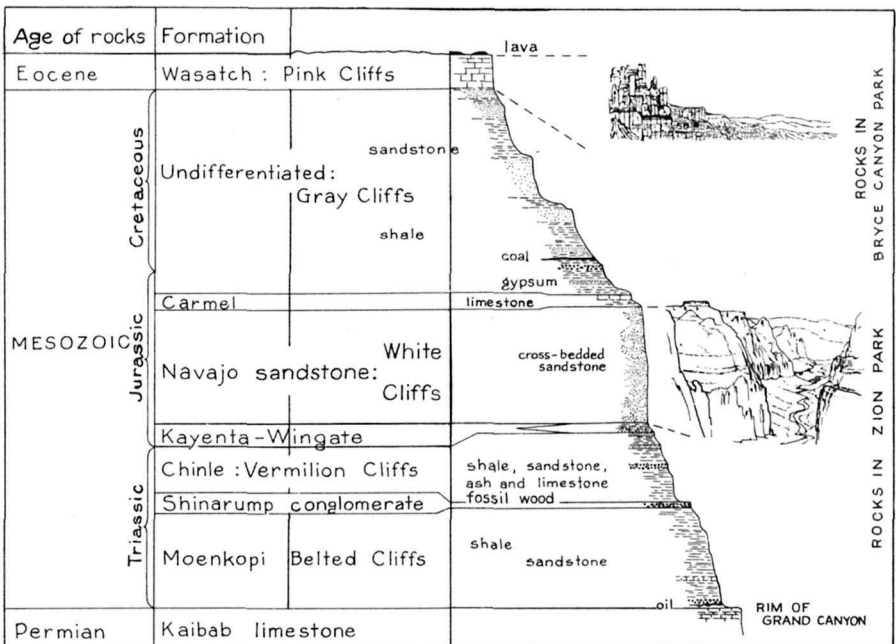 Age of rocks
Formation
lava
Eocene
Wasatch : Pink Cliffs
MESOZOIC
Cretaceous
Undifferentiated:
Gray Cliffs
sandstone
shale
coal
gypsum
Jurassic
Carmel
limestone
Navajo sandstone:
White
Cliffs
cross-bedded
sandstone
Kayenta-Wingate
Triassic
Chinle : Vermilion Cliffs
shale, sandstone,
ash and limestone
fossil wood
Shinarump conglomerate
Moenkopi
Belted Cliffs
shale
sandstone
oil
Permian
Kaibab limestone
ROCKS IN
BRYCE CANYON PARK
ROCKS IN ZION PARK
RIM OF
GRAND CANYON